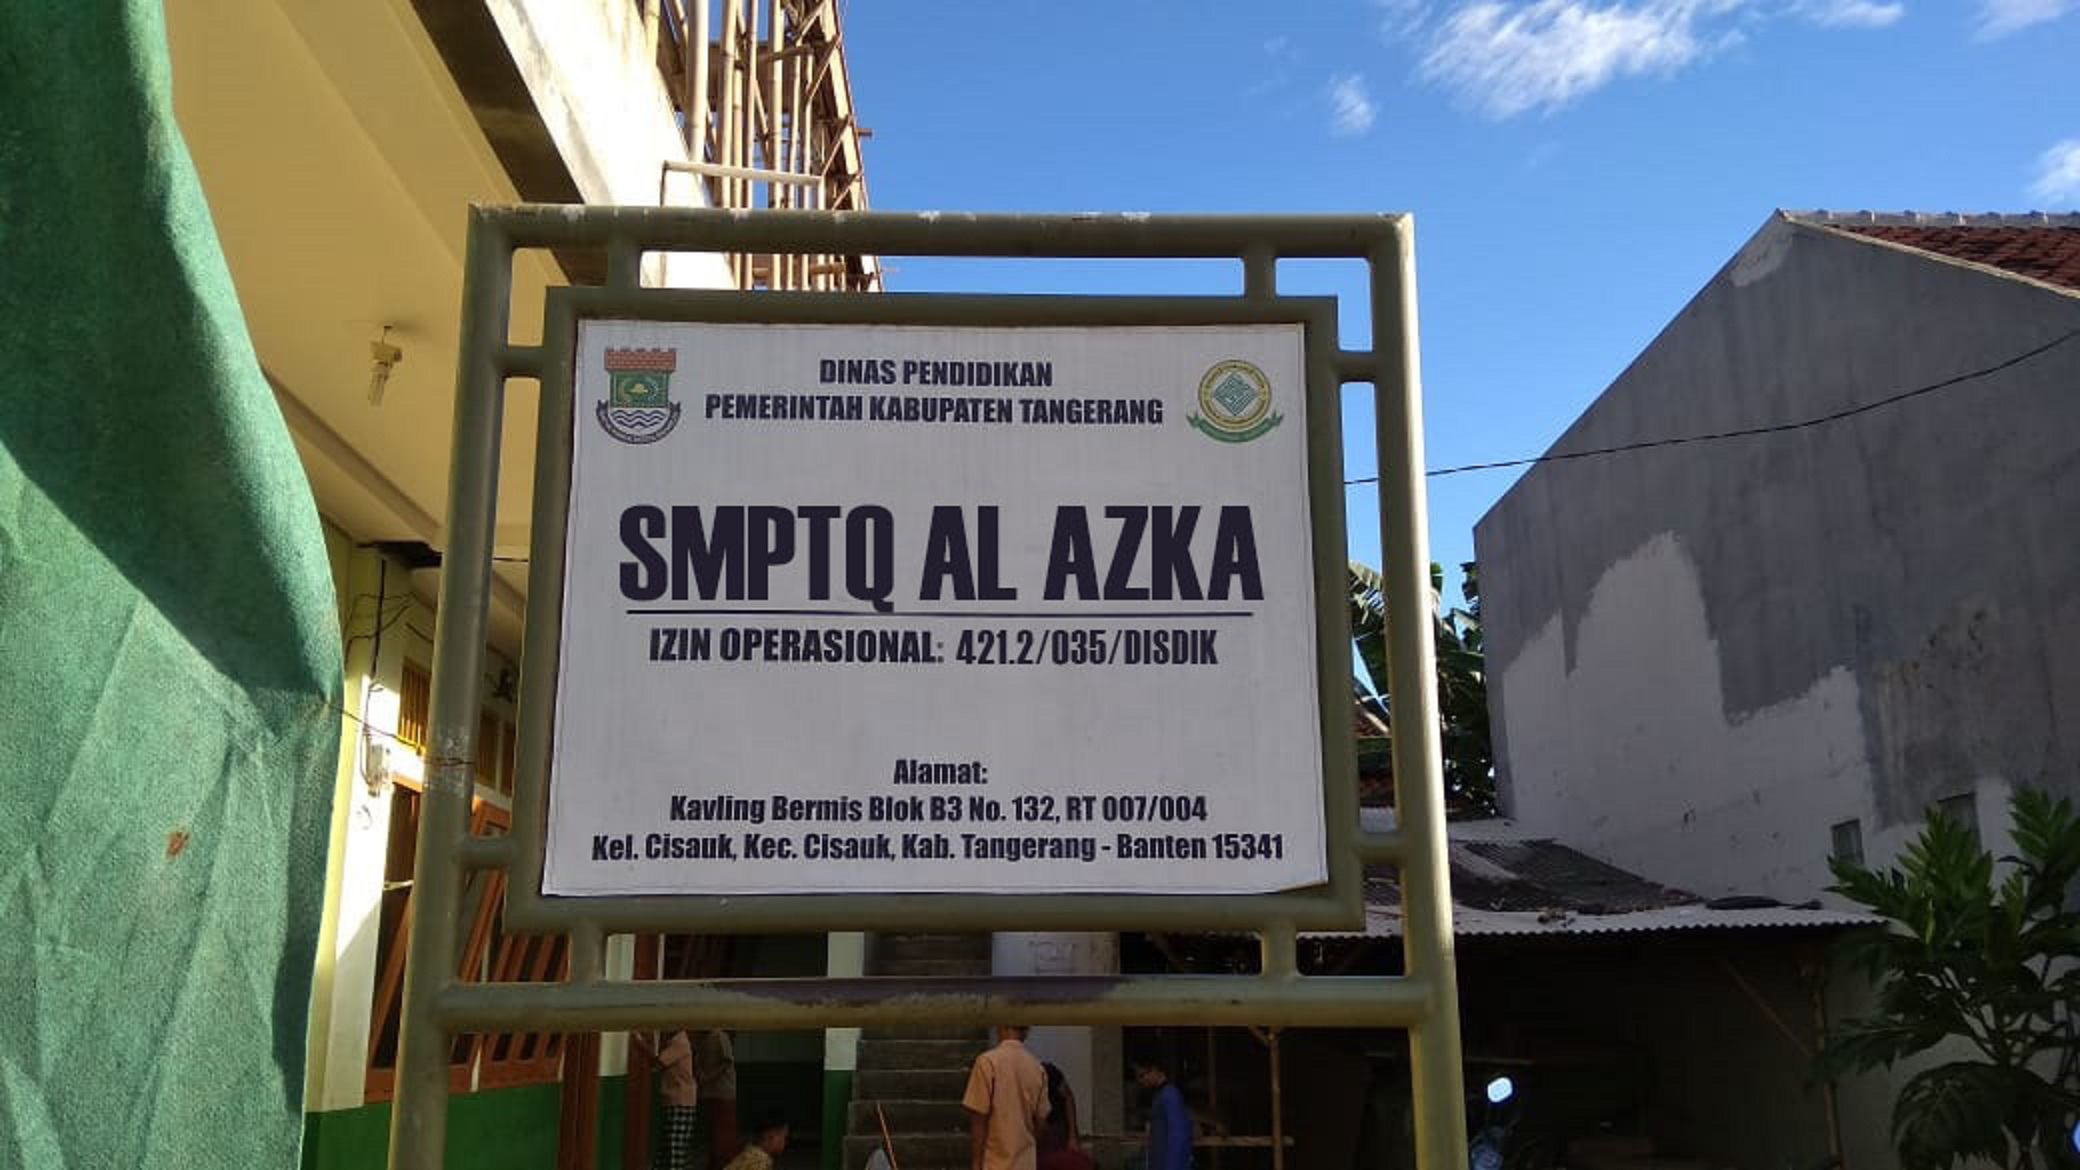 DINAS PENDIDIKAN
PEMERINTAH KABUPATEN TANGERANG
SMPTQ AL AZKA
IZIN OPERASIONAL: 421.2/035/DISDIK
Alamat:
Kavling Bermis Blok B3 No. 132, RT 007/004
Kel. Cisauk, Kec. Cisauk, Kab. Tangerang - Banten 15341